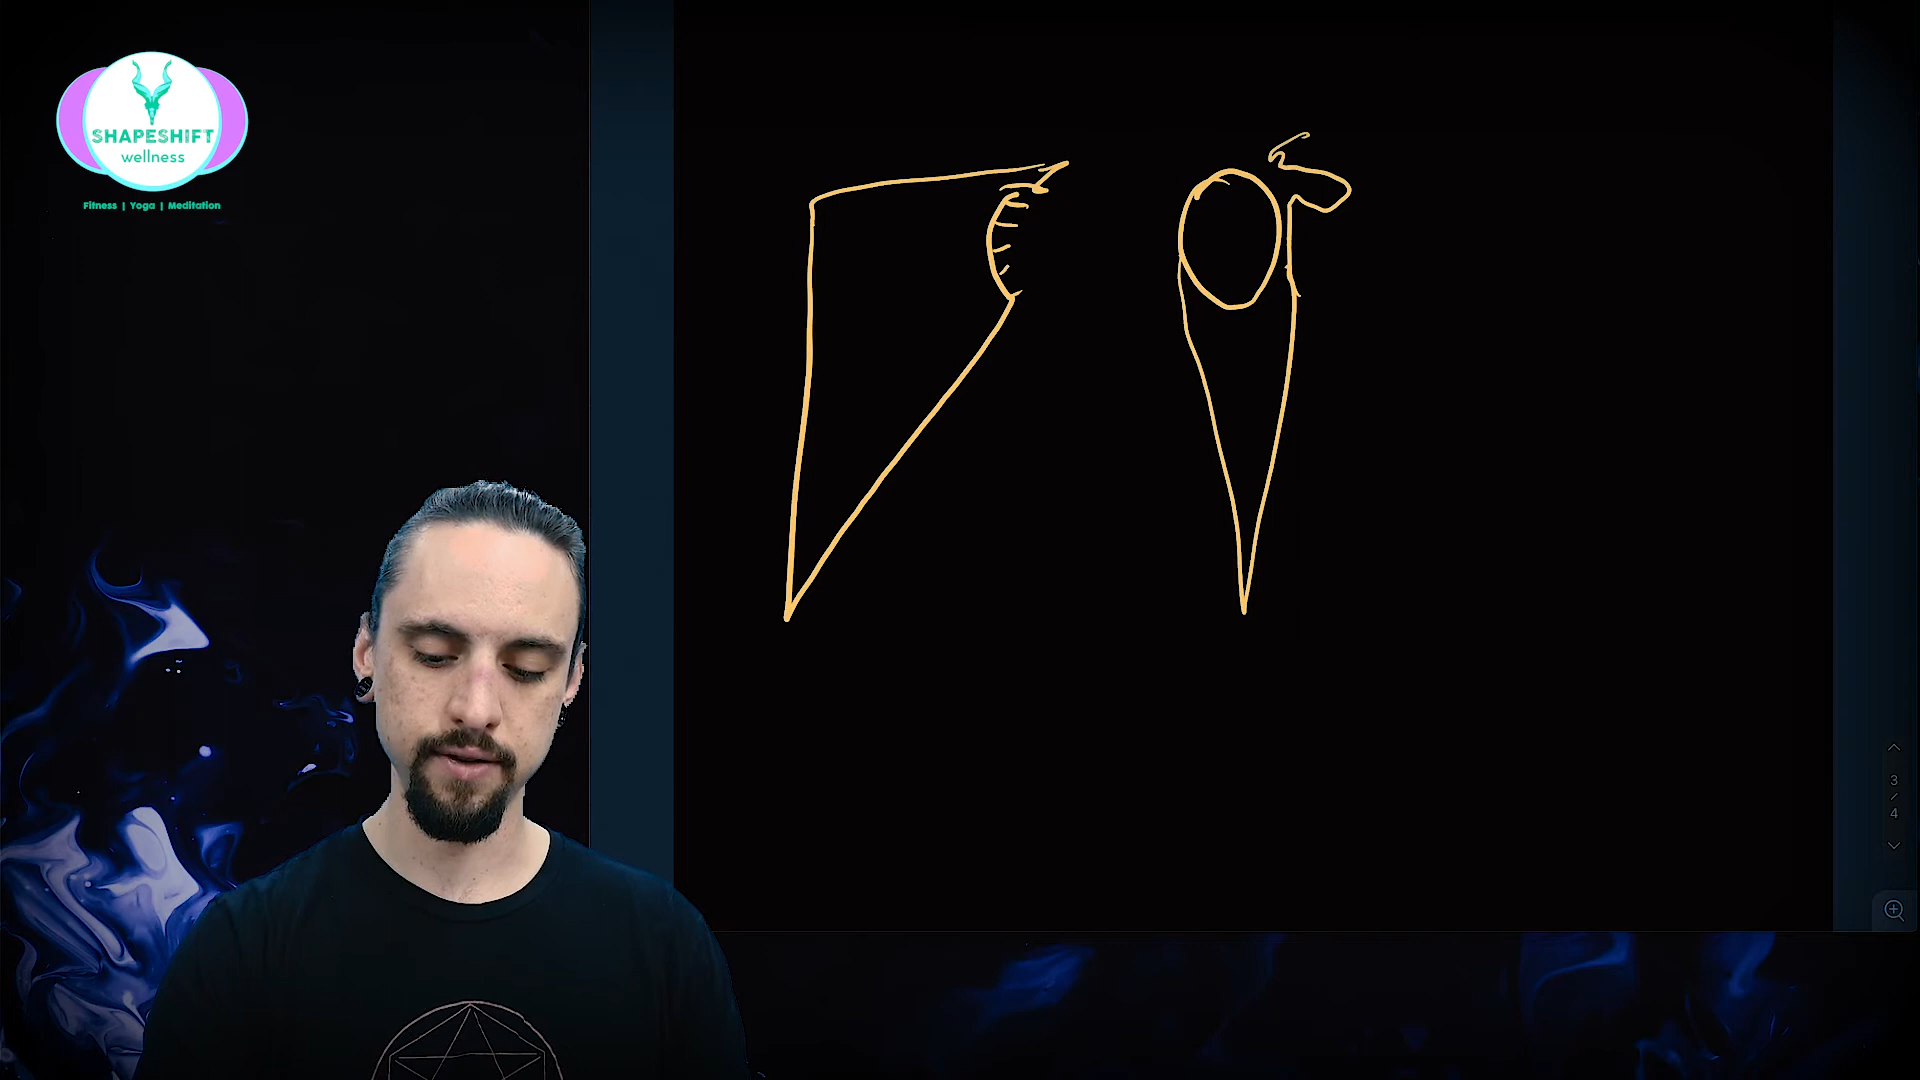 SHAPESHIFT
wellness
Fitness | Yoga | Meditation
3
/
4